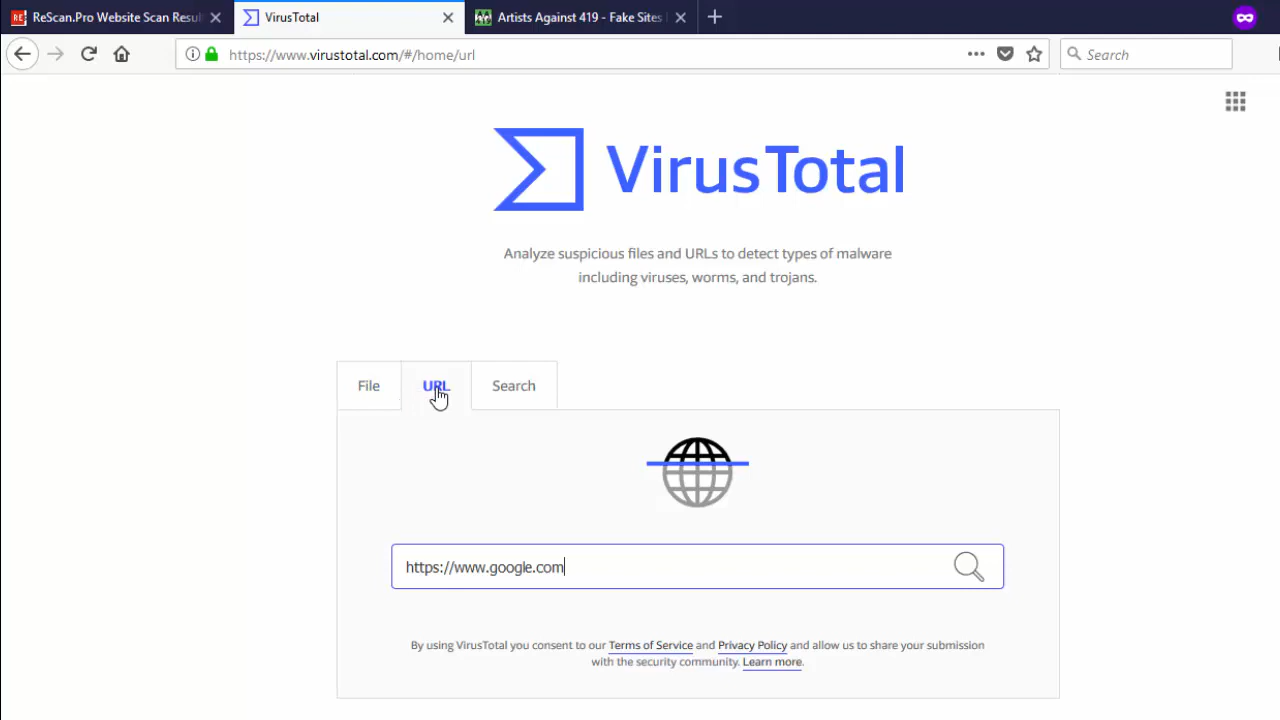 RE ReScan.Pro Website Scan Resul
VirusTotal
Artists Against 419 - Fake Sites
https://www.virustotal.com/#/home/url
Search
VirusTotal
Analyze suspicious files and URLs to detect types of malware
including viruses, worms, and trojans.
File
URL
Search
https://www.google.com
By using VirusTotal you consent to our Terms of Service and Privacy Policy and allow us to share your submission
with the security community. Learn more.